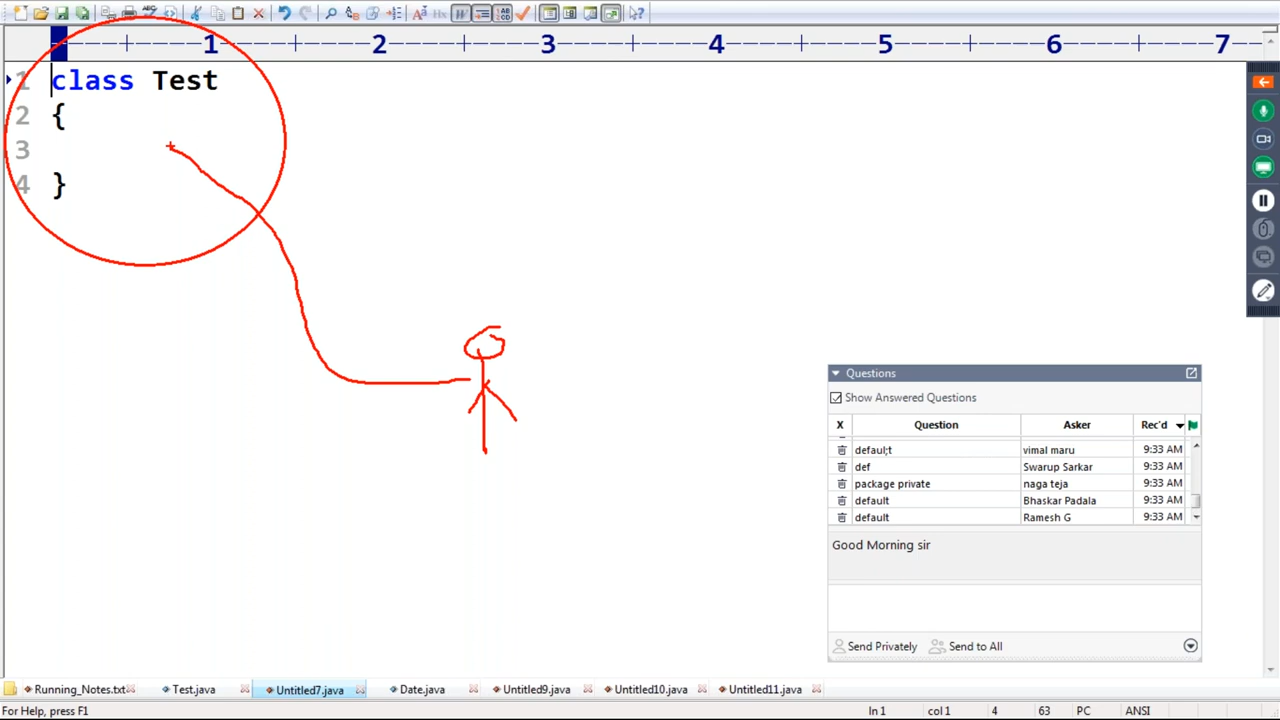 1 2 3 4 5 6 7
1 class Test
2 {
3
4 }
Questions
Show Answered Questions
X Question Asker Rec'd
defaul;t vimal maru 9:33 AM
def Swarup Sarkar 9:33 AM
package private naga teja 9:33 AM
default Bhaskar Padala 9:33 AM
default Ramesh G 9:33 AM
Good Morning sir
Send Privately Send to All
Running_Notes.txt Test.java Untitled7.java Date.java Untitled9.java Untitled10.java Untitled11.java
For Help, press F1 ln 1 col 1 4 63 PC ANSI